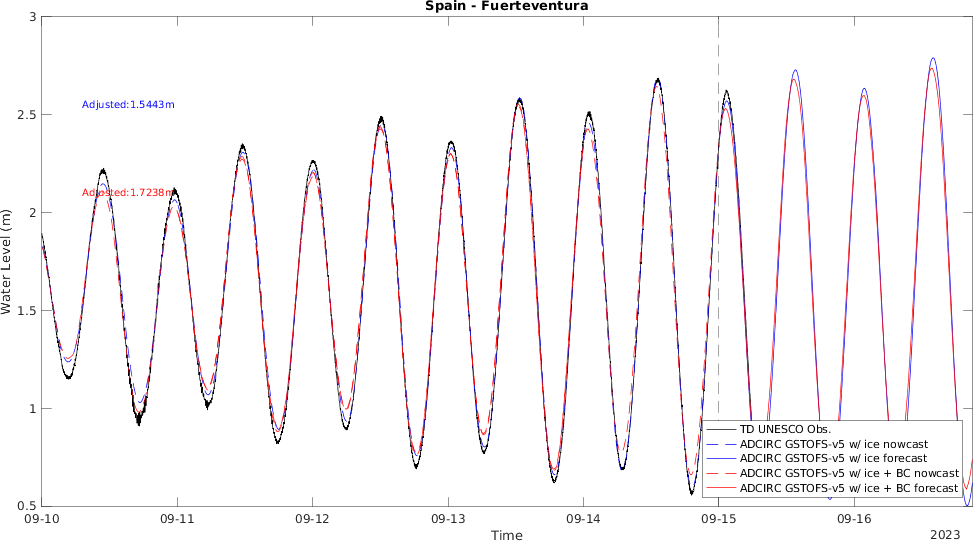 Spain - Fuerteventura
3
2.5
2
1.5
1
0.5
Water Level (m)
Adjusted:1.5443m
Adjusted:1.7238m
TD UNESCO Obs.
ADCIRC GSTOFS-v5 w/ ice nowcast
ADCIRC GSTOFS-v5 w/ ice forecast
ADCIRC GSTOFS-v5 w/ ice + BC nowcast
ADCIRC GSTOFS-v5 w/ ice + BC forecast
09-10 09-11 09-12 09-13 09-14 09-15 09-16
Time
2023